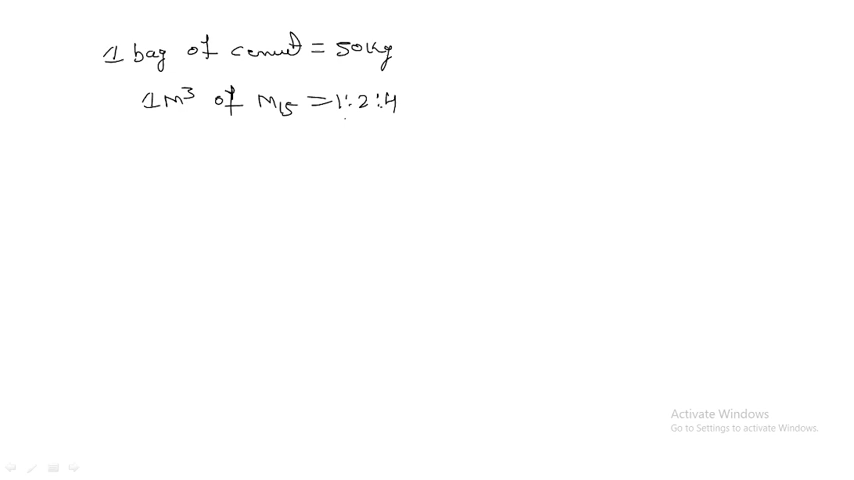 1 bag of cement = 50Kg
1M³ of M15 = 1:2:4
Activate Windows
Go to Settings to activate Windows.